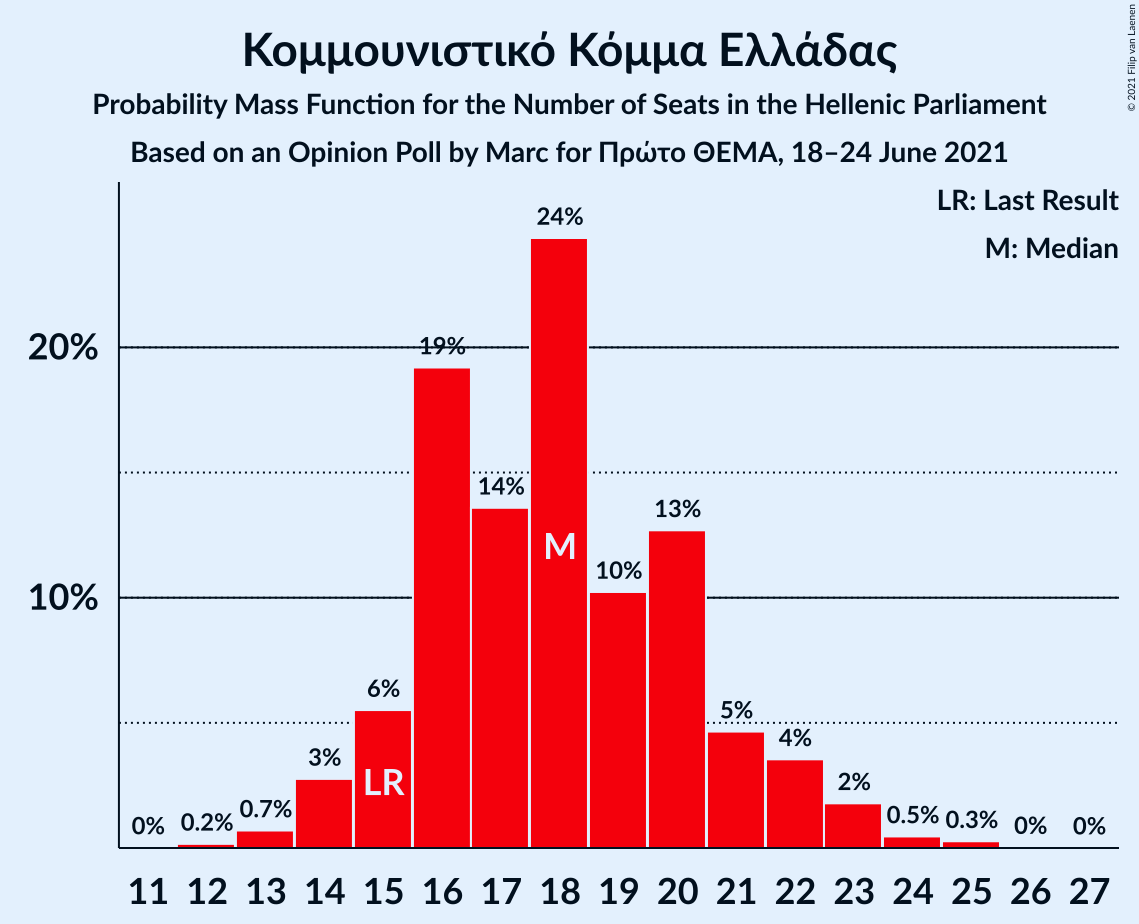 Κομμουνιστικό Κόμμα Ελλάδας
Probability Mass Function for the Number of Seats in the Hellenic Parliament
Based on an Opinion Poll by Marc for Πρώτο ΘΕΜΑ, 18–24 June 2021
© 2021 Filip van Laenen
LR: Last Result
M: Median
20%
10%
0% 0.2% 0.7% 3% 6% 19% 14% 24% 10% 13% 5% 4% 2% 0.5% 0.3% 0% 0%
LR
M
11 12 13 14 15 16 17 18 19 20 21 22 23 24 25 26 27